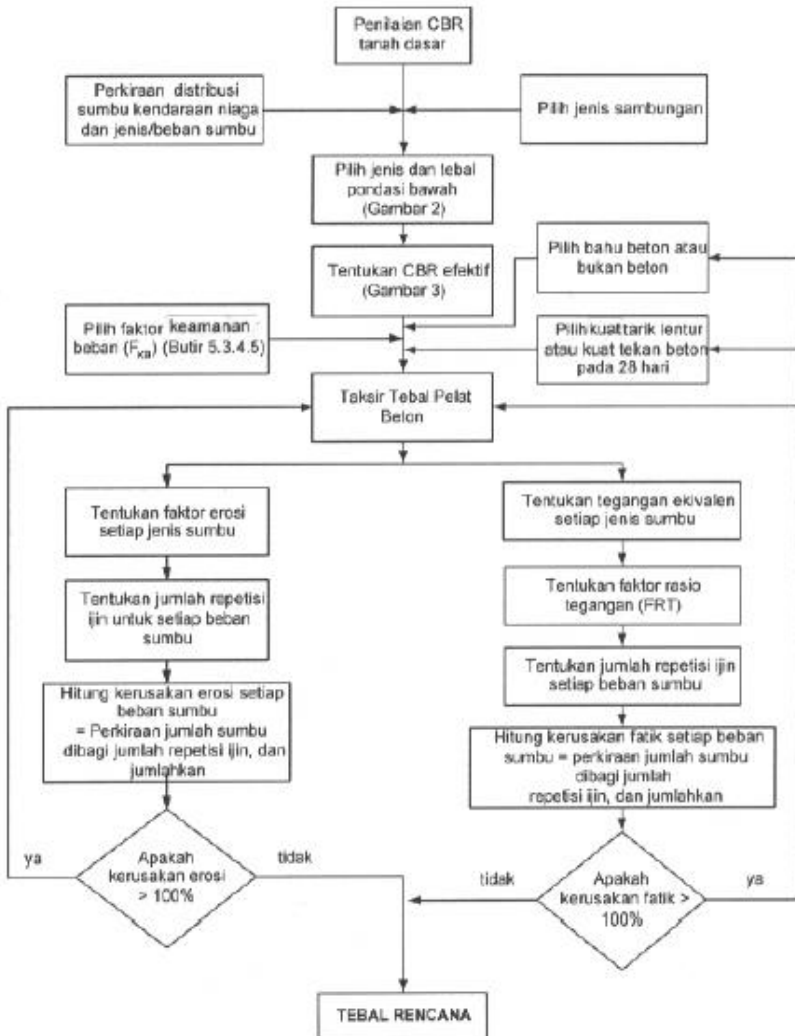 Penilaian CBR
tanah dasar
Perkiraan distribusi
sumbu kendaraan niaga
dan jenis/beban sumbu
Pilih jenis sambungan
Pilih jenis dan tebal
pondasi bawah
(Gambar 2)
Tentukan CBR efektif
(Gambar 3)
Pilih bahu beton atau
bukan beton
Pilih faktor keamanan
beban (Fₖₐ) (Butir 5.3.4.5)
Pilih kuat tarik lentur
atau kuat tekan beton
pada 28 hari
Taksir Tebal Pelat
Beton
Tentukan faktor erosi
setiap jenis sumbu
Tentukan jumlah repetisi
ijin untuk setiap beban
sumbu
Hitung kerusakan erosi setiap
beban sumbu
= Perkiraan jumlah sumbu
dibagi jumlah repetisi ijin, dan
jumlahkan
ya
Apakah
kerusakan erosi
> 100%
tidak
Tentukan tegangan ekivalen
setiap jenis sumbu
Tentukan faktor rasio
tegangan (FRT)
Tentukan jumlah repetisi ijin
setiap beban sumbu
Hitung kerusakan fatik setiap beban
sumbu = perkiraan jumlah sumbu
dibagi jumlah
repetisi ijin, dan jumlahkan
tidak
Apakah
kerusakan fatik >
100%
ya
TEBAL RENCANA